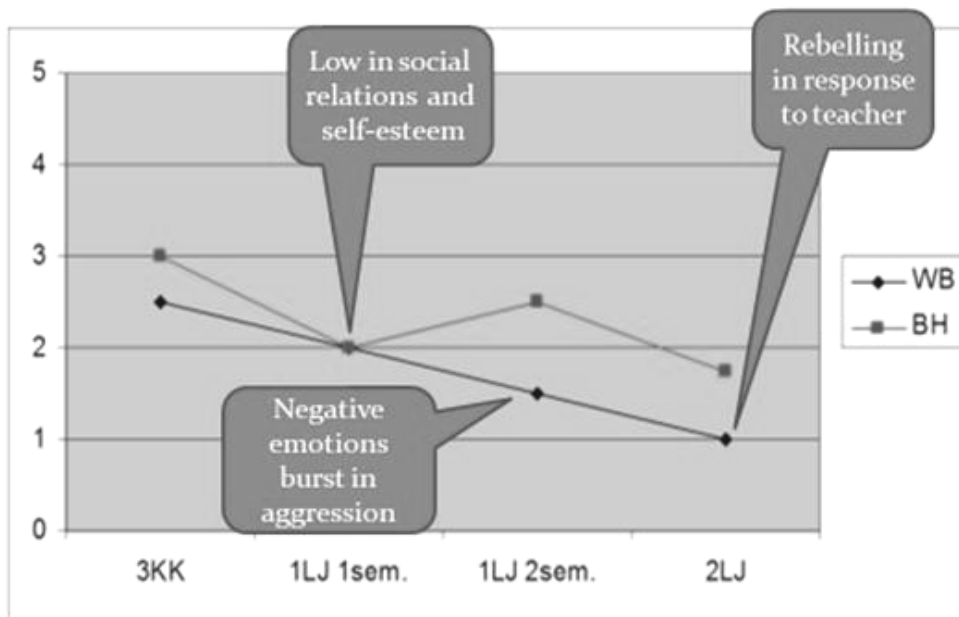 Low in social
relations and
self-esteem
Rebelling
in response
to teacher
5
4
3
2
1
0
Negative
emotions
burst in
aggression
3KK
1LJ 1sem.
1LJ 2sem.
2LJ
WB
BH